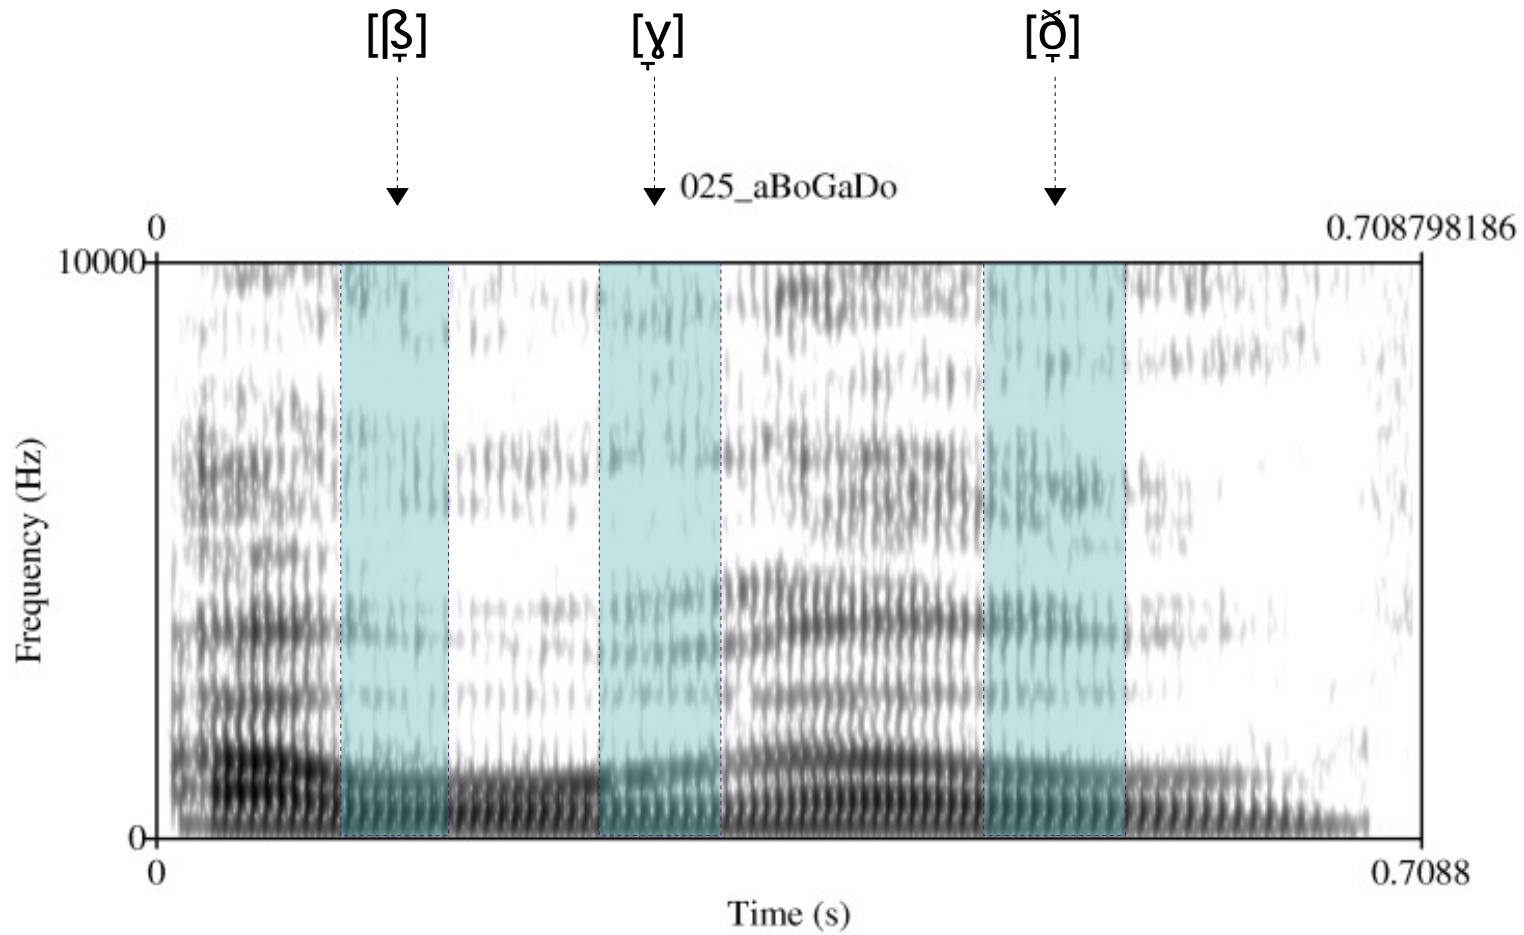 [β̞] [ɣ̞] [ð̞]
025_aBoGaDo
0 0.708798186
10000
Frequency (Hz)
0
0 0.7088
Time (s)